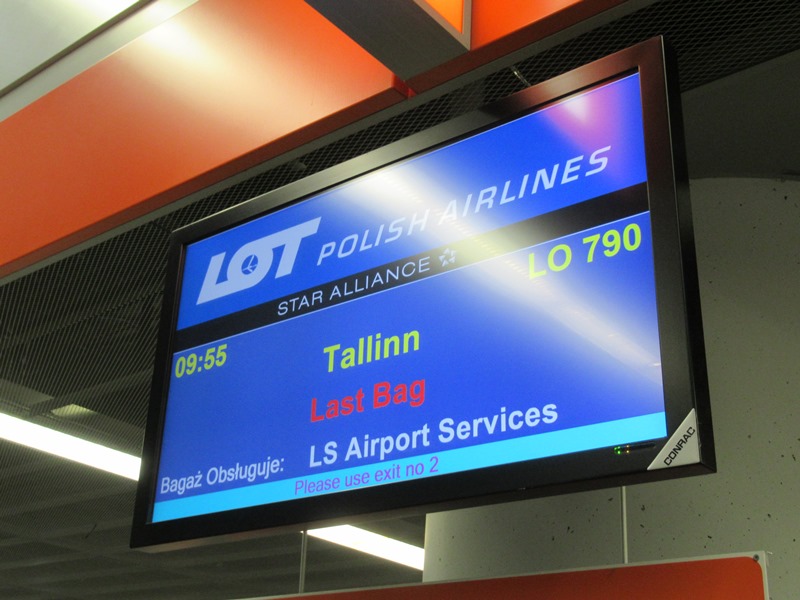 LOT POLISH AIRLINES
STAR ALLIANCE
LO 790
09:55
Tallinn
Last Bag
Bagaż Obsługuje: LS Airport Services
Please use exit no 2
CONRAC